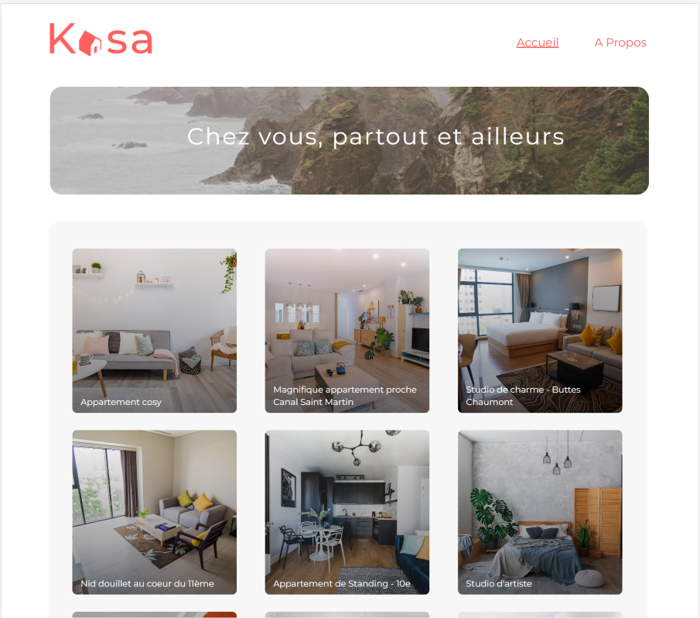 Kasa
Accueil
A Propos
Chez vous, partout et ailleurs
Appartement cosy
Magnifique appartement proche
Canal Saint Martin
Studio de charme - Buttes
Chaumont
Nid douillet au coeur du 11ème
Appartement de Standing - 10e
Studio d'artiste